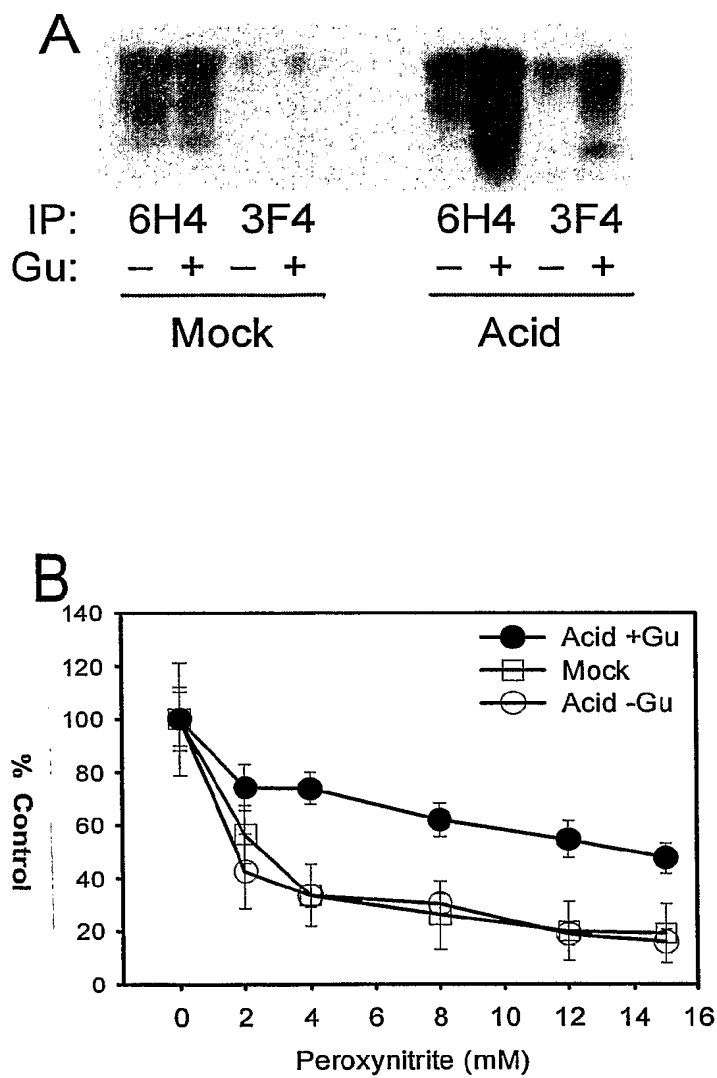 A
IP: 6H4 3F4 6H4 3F4
Gu: – + – + – + – +
Mock Acid
B
140
120
100
80
60
40
20
0
% Control
Acid +Gu
Mock
Acid -Gu
0 2 4 6 8 10 12 14 16
Peroxynitrite (mM)